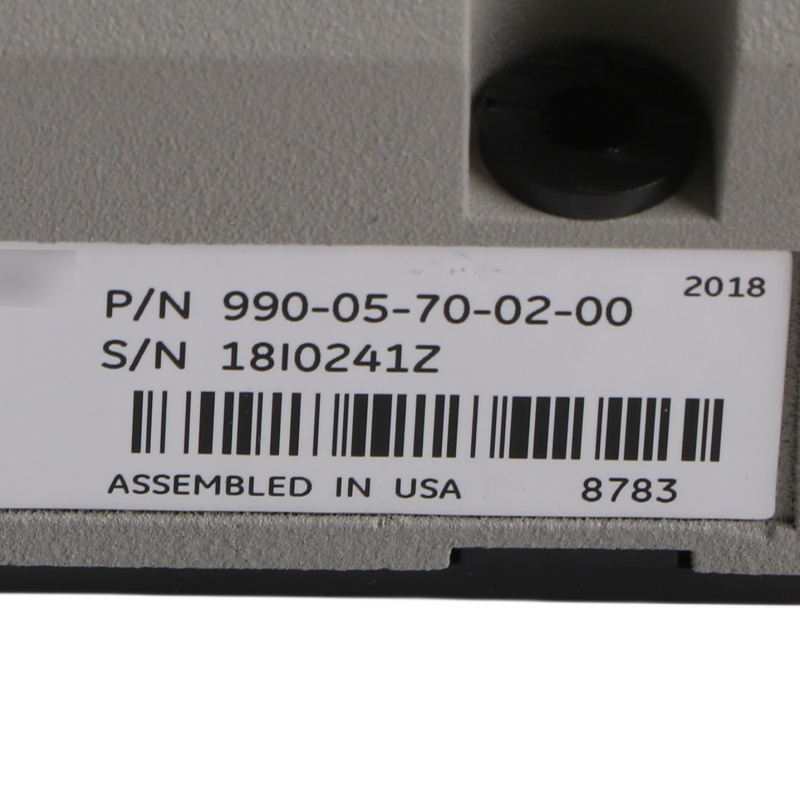 2018
P/N 990-05-70-02-00
S/N 18I0241Z
ASSEMBLED IN USA 8783